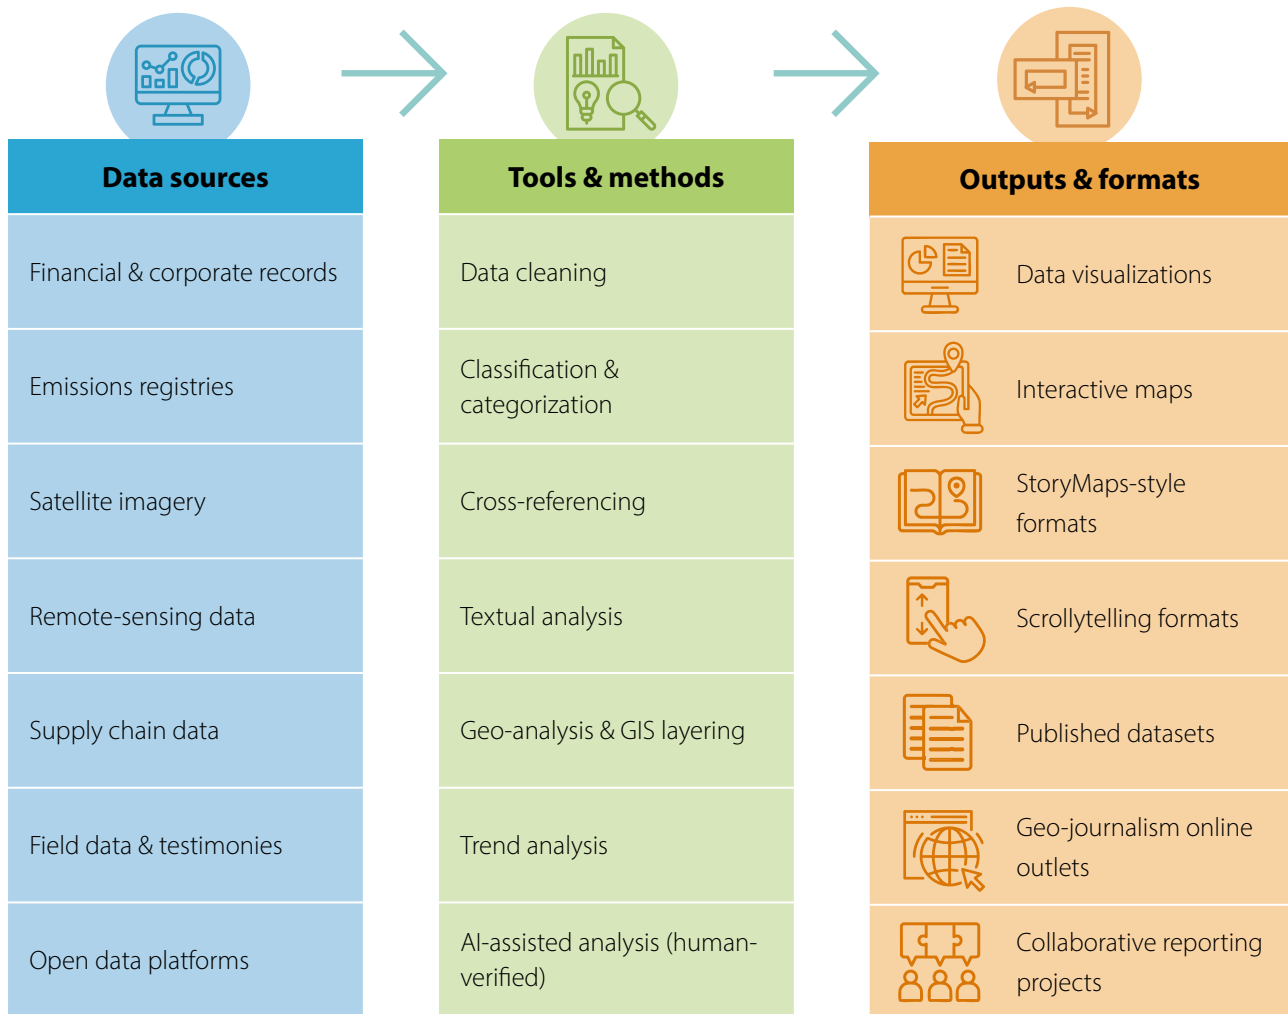 Data sources
Financial & corporate records
Emissions registries
Satellite imagery
Remote-sensing data
Supply chain data
Field data & testimonies
Open data platforms
Tools & methods
Data cleaning
Classification &
categorization
Cross-referencing
Textual analysis
Geo-analysis & GIS layering
Trend analysis
AI-assisted analysis (human-
verified)
Outputs & formats
Data visualizations
Interactive maps
StoryMaps-style
formats
Scrollytelling formats
Published datasets
Geo-journalism online
outlets
Collaborative reporting
projects